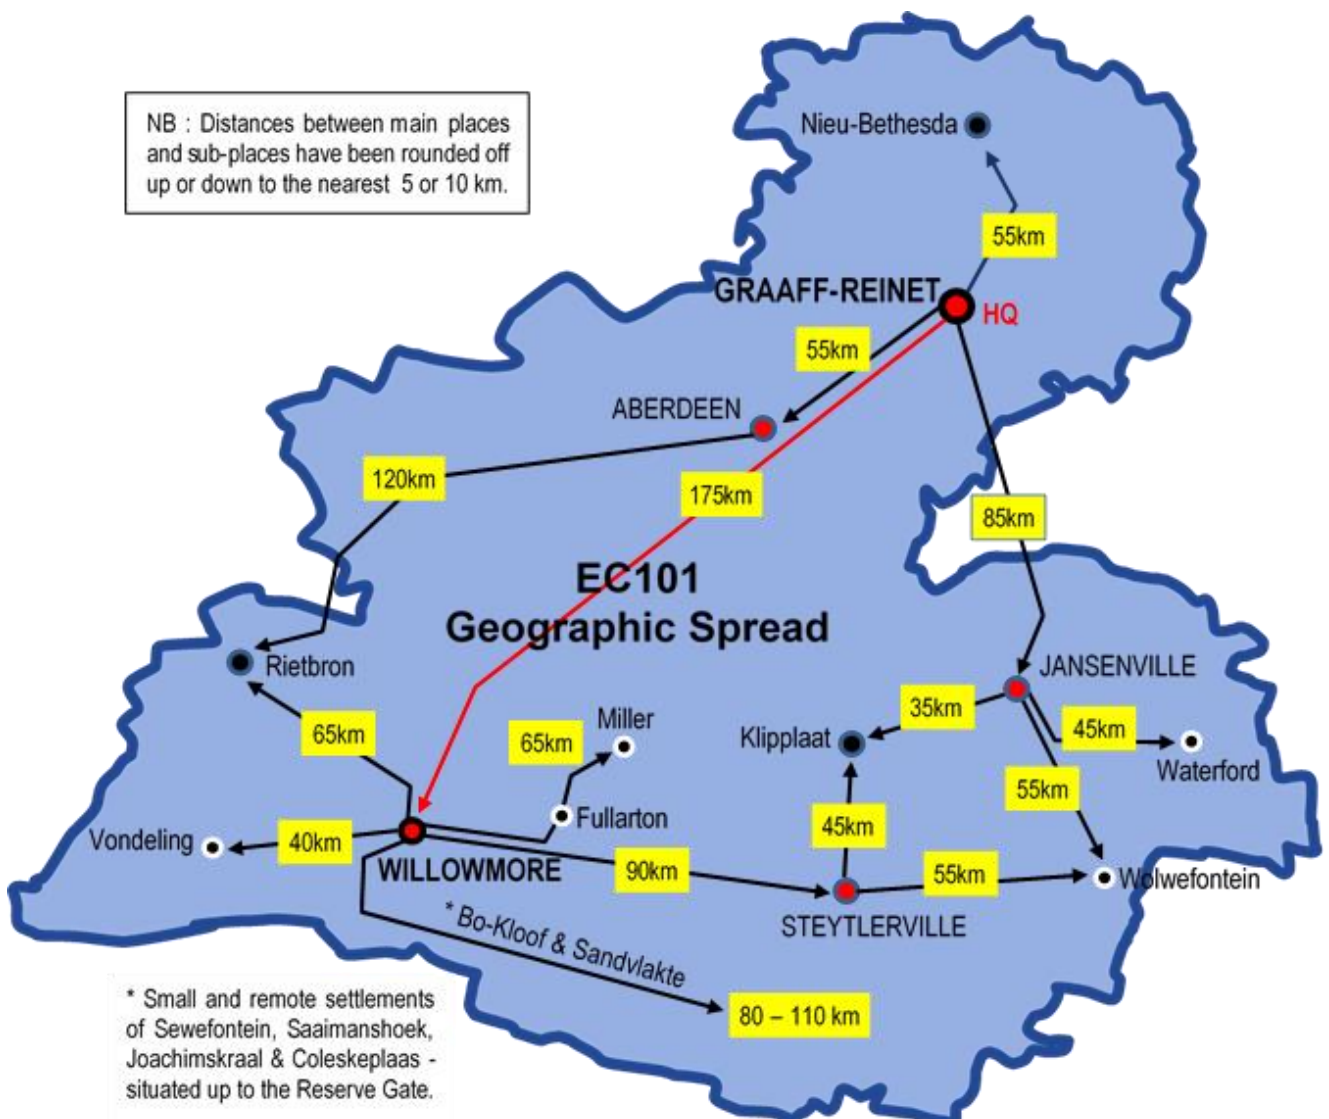 NB : Distances between main places
and sub-places have been rounded off
up or down to the nearest 5 or 10 km.
Nieu-Bethesda
55km
GRAAFF-REINET
HQ
55km
ABERDEEN
120km
175km
85km
EC101
Geographic Spread
Rietbron
JANSENVILLE
35km
Miller
65km
65km
Klipplaat
45km
Waterford
55km
Fullarton
45km
Vondeling
40km
WILLOWMORE
90km
55km
Wolwefontein
STEYTLERVILLE
* Bo-Kloof & Sandvlakte
80 – 110 km
* Small and remote settlements
of Sewefontein, Saaimanshoek,
Joachimskraal & Coleskeplaas -
situated up to the Reserve Gate.